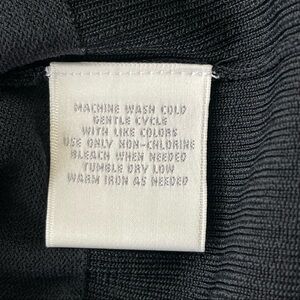 MACHINE WASH COLD
GENTLE CYCLE
WITH LIKE COLORS
USE ONLY NON-CHLORINE
BLEACH WHEN NEEDED
TUMBLE DRY LOW
WARM IRON AS NEEDED